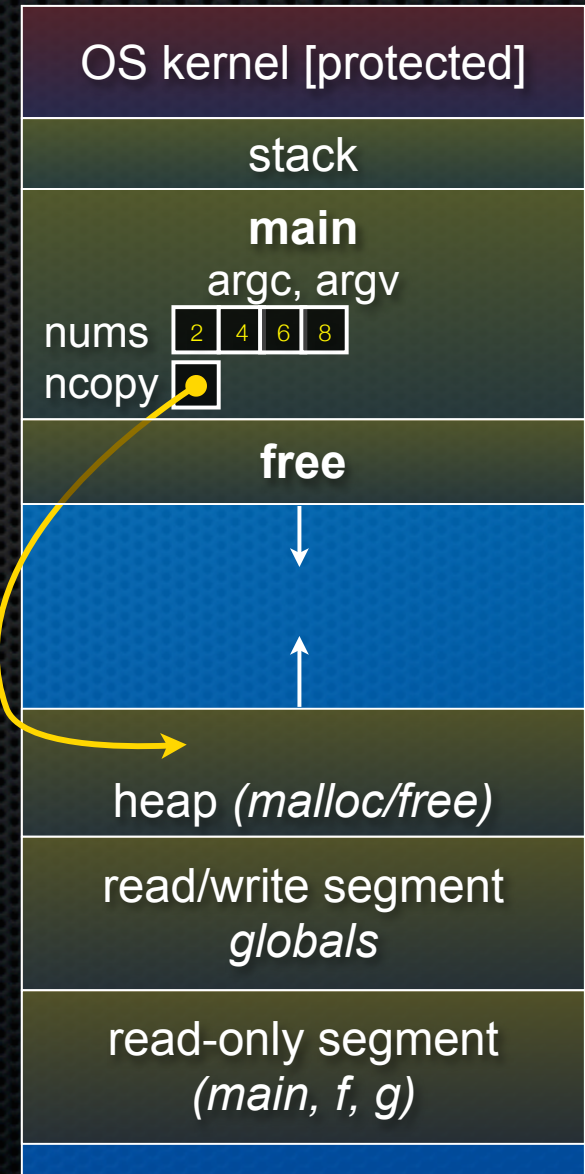 OS kernel [protected]
stack
main
argc, argv
nums 2 4 6 8
ncopy
free
heap (malloc/free)
read/write segment
globals
read-only segment
(main, f, g)